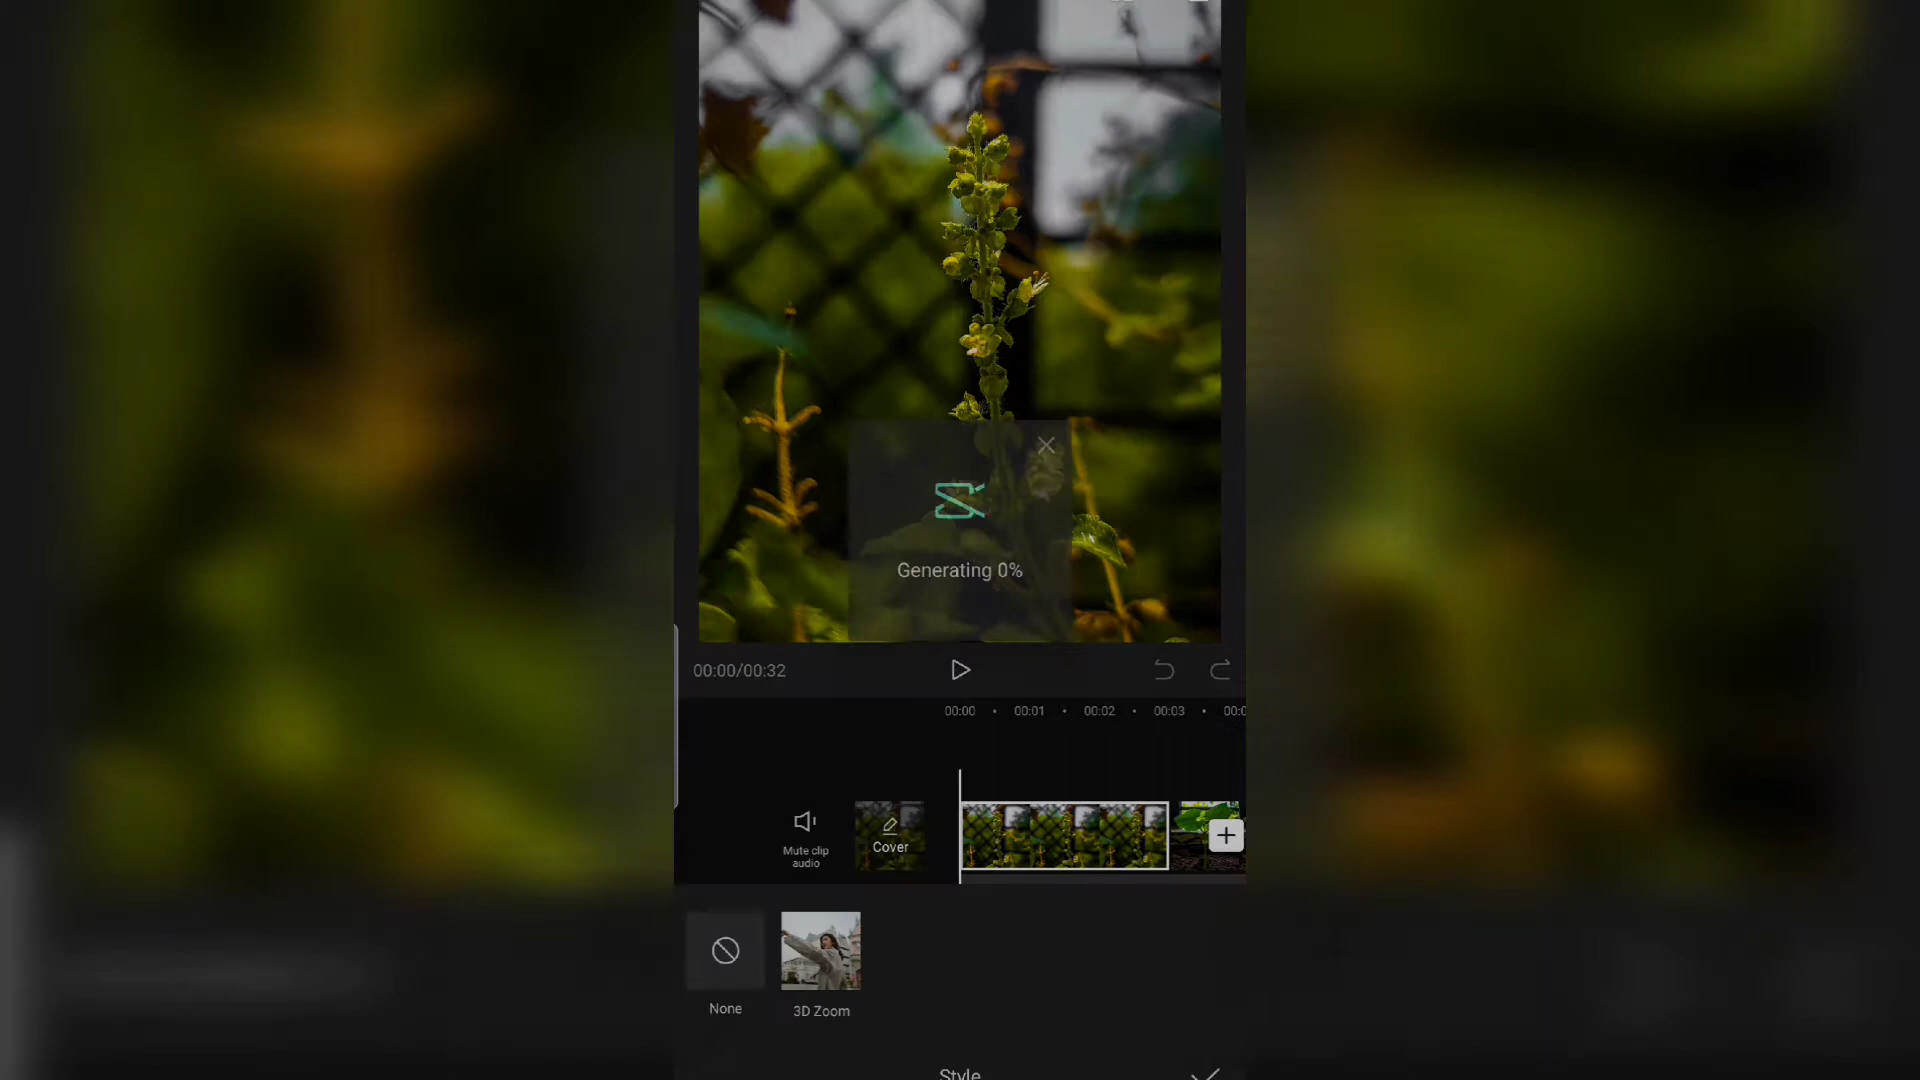 Generating 0%
00:00/00:32
00:00 00:01 00:02 00:03
Mute clip
audio
Cover
None
3D Zoom
Style